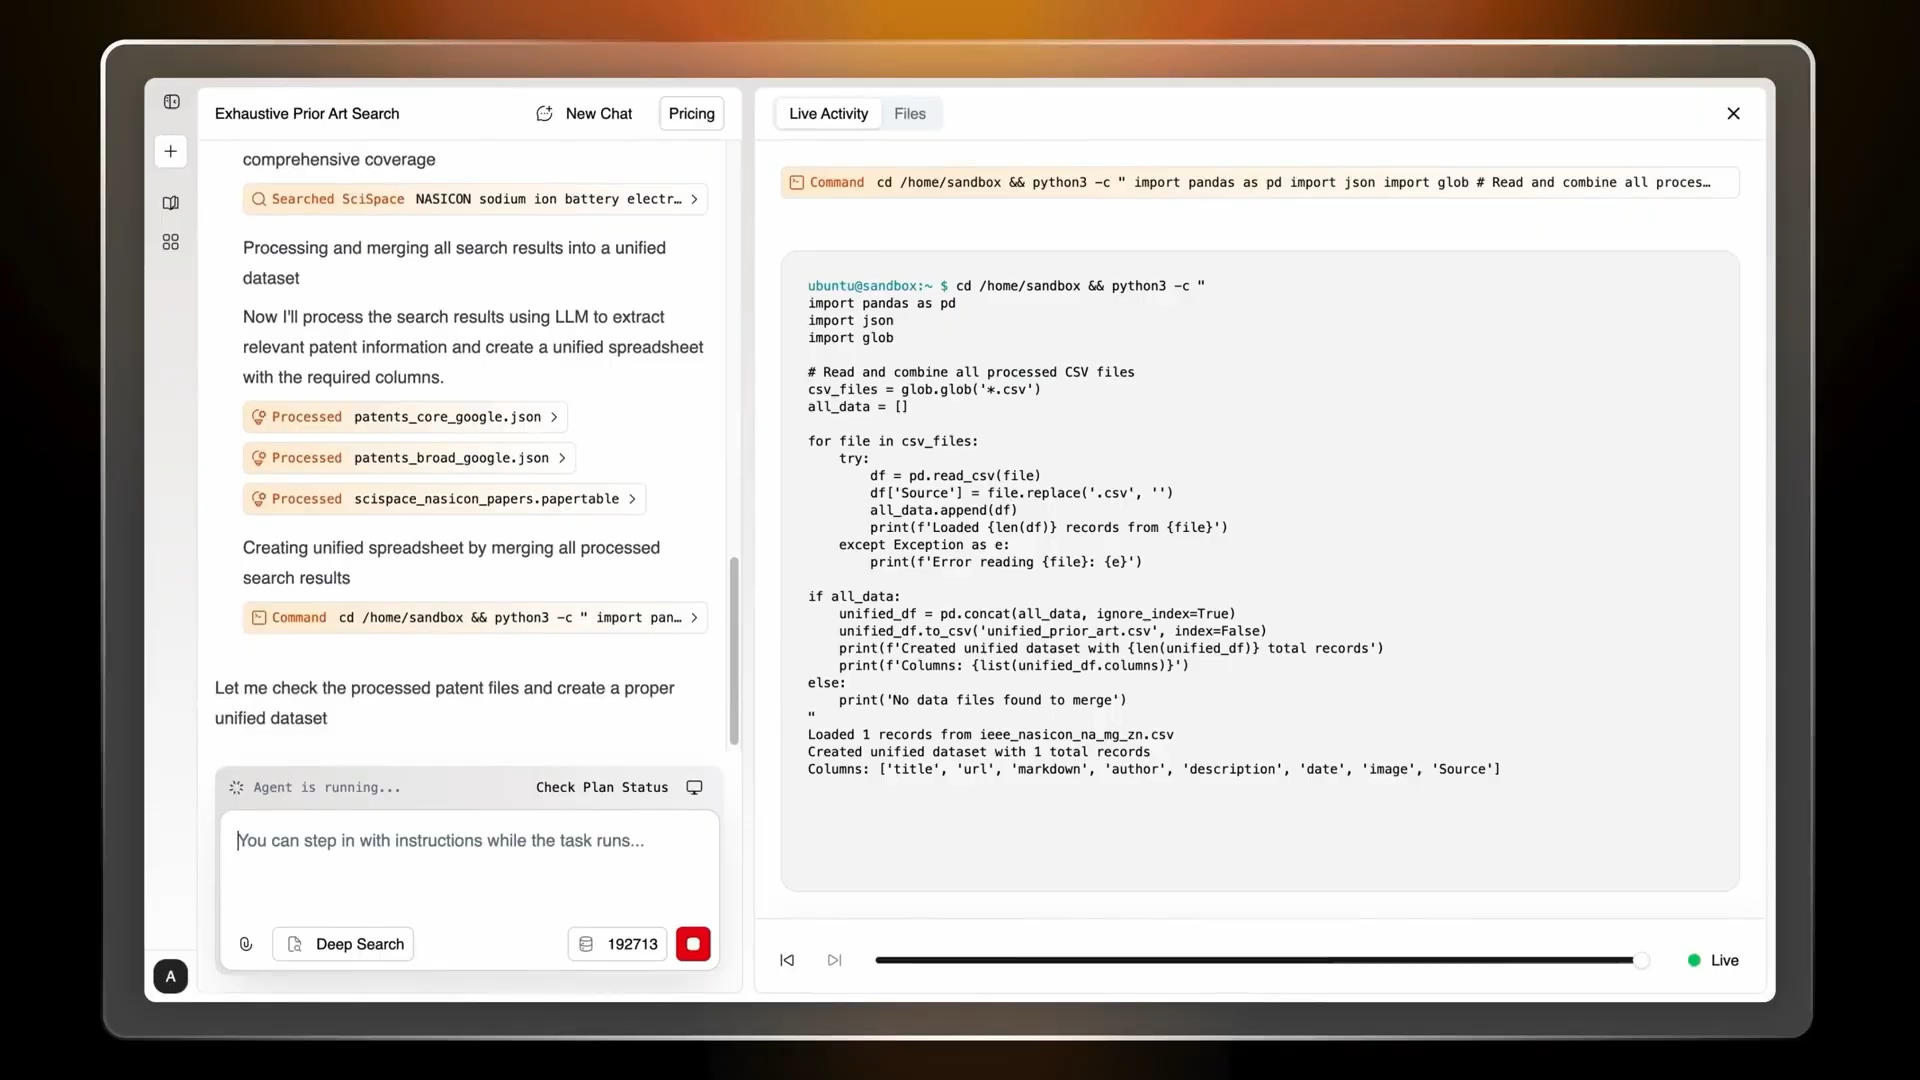 Exhaustive Prior Art Search
New Chat
Pricing
comprehensive coverage
Searched SciSpace NASICON sodium ion battery electr…
Processing and merging all search results into a unified
dataset
Now I'll process the search results using LLM to extract
relevant patent information and create a unified spreadsheet
with the required columns.
Processed patents_core_google.json
Processed patents_broad_google.json
Processed scispace_nasicon_papers.papertable
Creating unified spreadsheet by merging all processed
search results
Command cd /home/sandbox && python3 -c " import pan…
Let me check the processed patent files and create a proper
unified dataset
Agent is running...
Check Plan Status
You can step in with instructions while the task runs...
Deep Search
192713
A
Live Activity
Files
Command cd /home/sandbox && python3 -c " import pandas as pd import json import glob # Read and combine all proces…
ubuntu@sandbox:~ $ cd /home/sandbox && python3 -c "
import pandas as pd
import json
import glob
# Read and combine all processed CSV files
csv_files = glob.glob('*.csv')
all_data = []
for file in csv_files:
    try:
        df = pd.read_csv(file)
        df['Source'] = file.replace('.csv', '')
        all_data.append(df)
        print(f'Loaded {len(df)} records from {file}')
    except Exception as e:
        print(f'Error reading {file}: {e}')
if all_data:
    unified_df = pd.concat(all_data, ignore_index=True)
    unified_df.to_csv('unified_prior_art.csv', index=False)
    print(f'Created unified dataset with {len(unified_df)} total records')
    print(f'Columns: {list(unified_df.columns)}')
else:
    print('No data files found to merge')
"
Loaded 1 records from ieee_nasicon_na_mg_zn.csv
Created unified dataset with 1 total records
Columns: ['title', 'url', 'markdown', 'author', 'description', 'date', 'image', 'Source']
Live